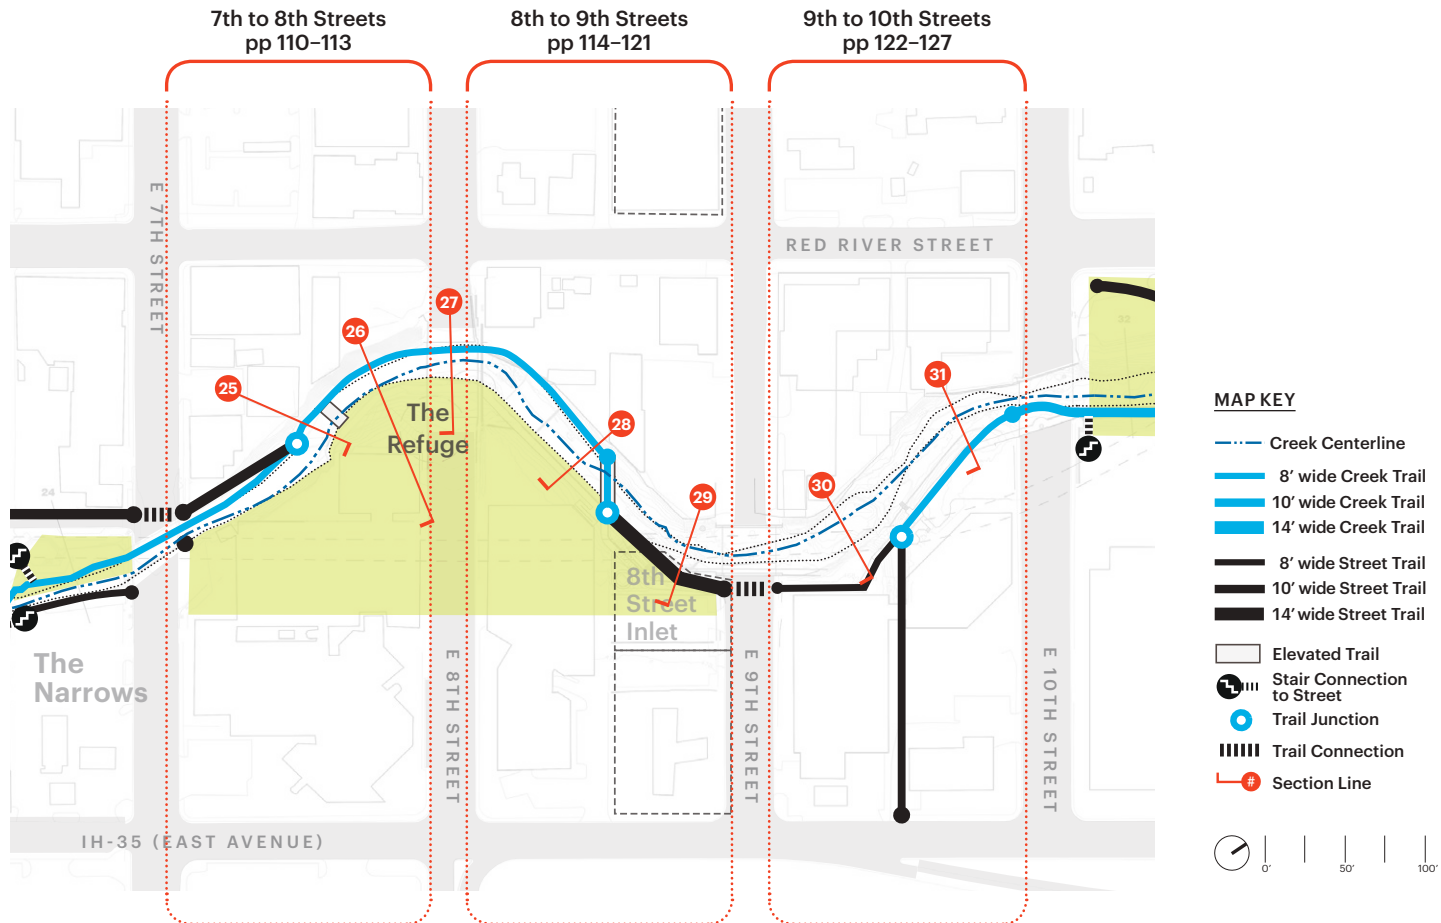 7th to 8th Streets
pp 110–113
8th to 9th Streets
pp 114–121
9th to 10th Streets
pp 122–127
E 7TH STREET
RED RIVER STREET
27
26
25
The
Refuge
28
29
31
30
32
24
8th
Street
Inlet
The
Narrows
E 8TH STREET
E 9TH STREET
E 10TH STREET
IH-35 (EAST AVENUE)
MAP KEY
Creek Centerline
8’ wide Creek Trail
10’ wide Creek Trail
14’ wide Creek Trail
8’ wide Street Trail
10’ wide Street Trail
14’ wide Street Trail
Elevated Trail
Stair Connection
to Street
Trail Junction
Trail Connection
# Section Line
0’ 50’ 100’